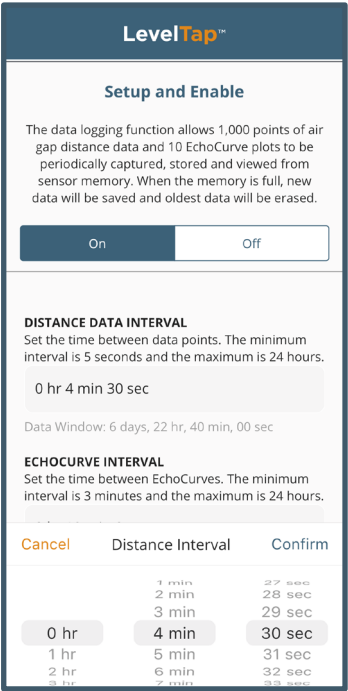 LevelTap™
Setup and Enable
The data logging function allows 1,000 points of air
gap distance data and 10 EchoCurve plots to be
periodically captured, stored and viewed from
sensor memory. When the memory is full, new
data will be saved and oldest data will be erased.
On Off
DISTANCE DATA INTERVAL
Set the time between data points. The minimum
interval is 5 seconds and the maximum is 24 hours.
0 hr 4 min 30 sec
Data Window: 6 days, 22 hr, 40 min, 00 sec
ECHOCURVE INTERVAL
Set the time between EchoCurves. The minimum
interval is 3 minutes and the maximum is 24 hours.
Cancel Distance Interval Confirm
1 min 27 sec
2 min 28 sec
3 min 29 sec
0 hr 4 min 30 sec
1 hr 5 min 31 sec
2 hr 6 min 32 sec
3 hr 7 min 33 sec